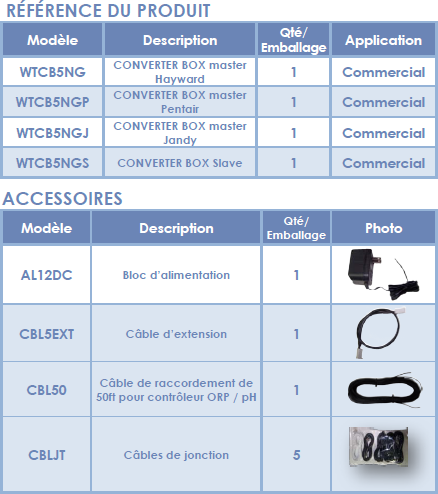 RÉFÉRENCE DU PRODUIT
Modèle Description Qté/ Application
Emballage
WTCB5NG CONVERTER BOX master 1 Commercial
Hayward
WTCB5NGP CONVERTER BOX master 1 Commercial
Pentair
WTCB5NGJ CONVERTER BOX master 1 Commercial
Jandy
WTCB5NGS CONVERTER BOX Slave 1 Commercial
ACCESSOIRES
Modèle Description Qté/ Photo
Emballage
AL12DC Bloc d'alimentation 1
CBL5EXT Câble d'extension 1
CBL50 Câble de raccordement de 1
50ft pour contrôleur ORP / pH
CBLJT Câbles de jonction 5